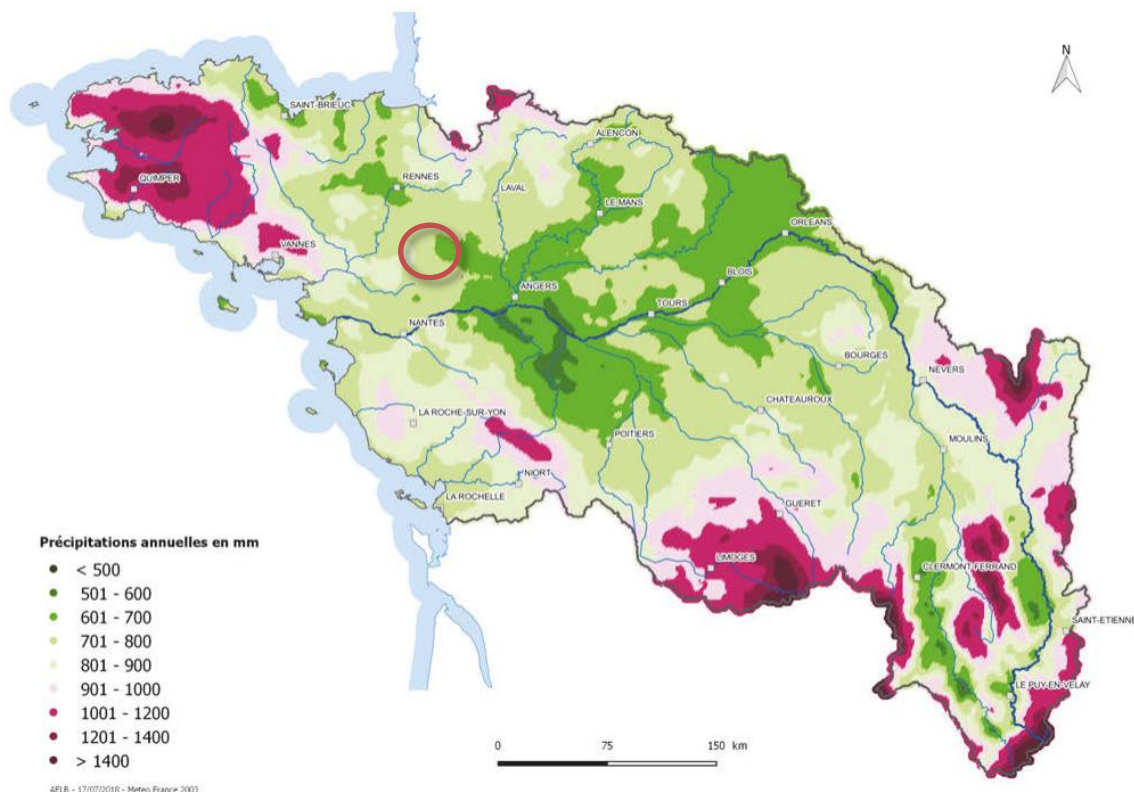 N
ALENCON
SAINT-BRIEUC
RENNES
LAVAL
QUIMPER
LE MANS
ORLEANS
VANNES
BLOIS
ANGERS
TOURS
NANTES
BOURGES
NEVERS
CHATEAUROUX
LA ROCHE-SUR-YON
POITIERS
MOULINS
NIORT
LA ROCHELLE
GUERET
LIMOGES
CLERMONT-FERRAND
SAINT-ETIENNE
LE PUY-EN-VELAY
Précipitations annuelles en mm
< 500
501 - 600
601 - 700
701 - 800
801 - 900
901 - 1000
1001 - 1200
1201 - 1400
> 1400
0 75 150 km
AELB - 17/07/2018 - Meteo France 2003